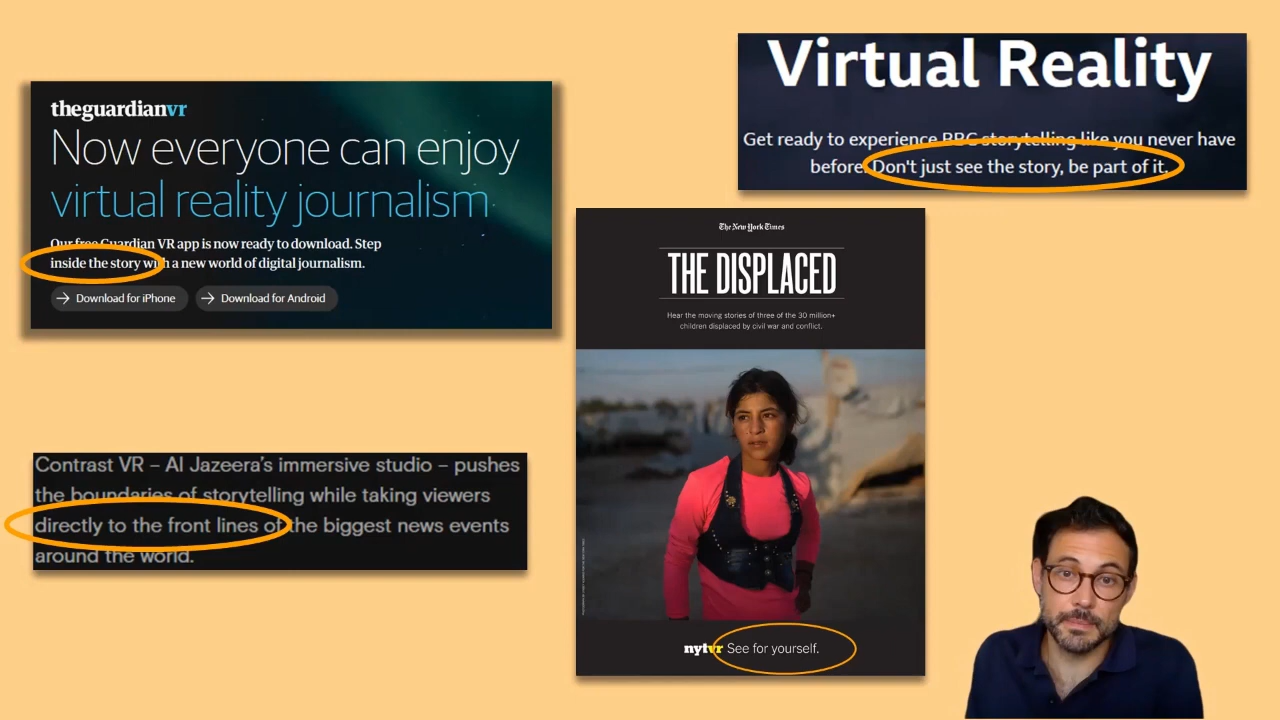 theguardianvr
Now everyone can enjoy
virtual reality journalism
Our free Guardian VR app is now ready to download. Step
inside the story with a new world of digital journalism.
Download for iPhone
Download for Android
Virtual Reality
Get ready to experience BBC storytelling like you never have
before. Don't just see the story, be part of it.
The New York Times
THE DISPLACED
Hear the moving stories of three of the 30 million+
children displaced by civil war and conflict.
nytvr See for yourself.
Contrast VR – Al Jazeera's immersive studio – pushes
the boundaries of storytelling while taking viewers
directly to the front lines of the biggest news events
around the world.